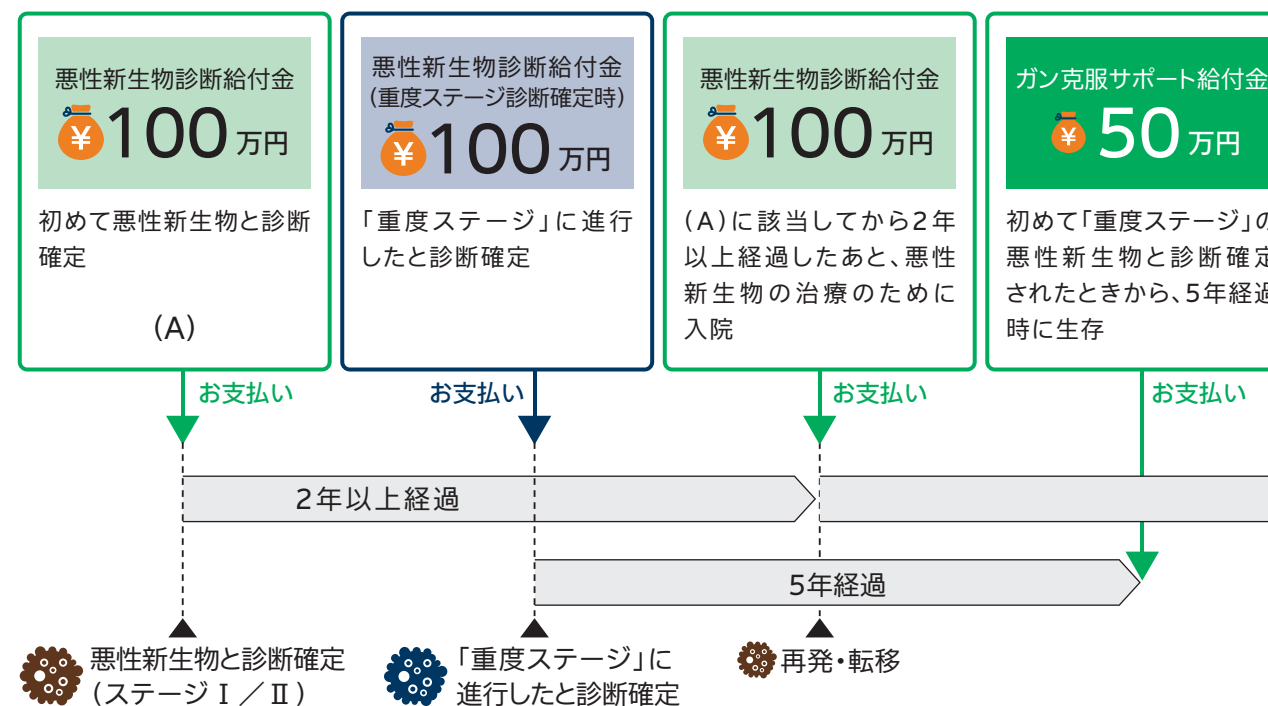 悪性新生物診断給付金
¥100万円
初めて悪性新生物と診断
確定
(A)
悪性新生物診断給付金
(重度ステージ診断確定時)
¥100万円
「重度ステージ」に進行
したと診断確定
悪性新生物診断給付金
¥100万円
(A)に該当してから2年
以上経過したあと、悪性
新生物の治療のために
入院
ガン克服サポート給付金
¥50万円
初めて「重度ステージ」の
悪性新生物と診断確定
されたときから、5年経過
時に生存
お支払い
お支払い
お支払い
お支払い
2年以上経過
5年経過
悪性新生物と診断確定
(ステージⅠ/Ⅱ)
「重度ステージ」に
進行したと診断確定
再発・転移